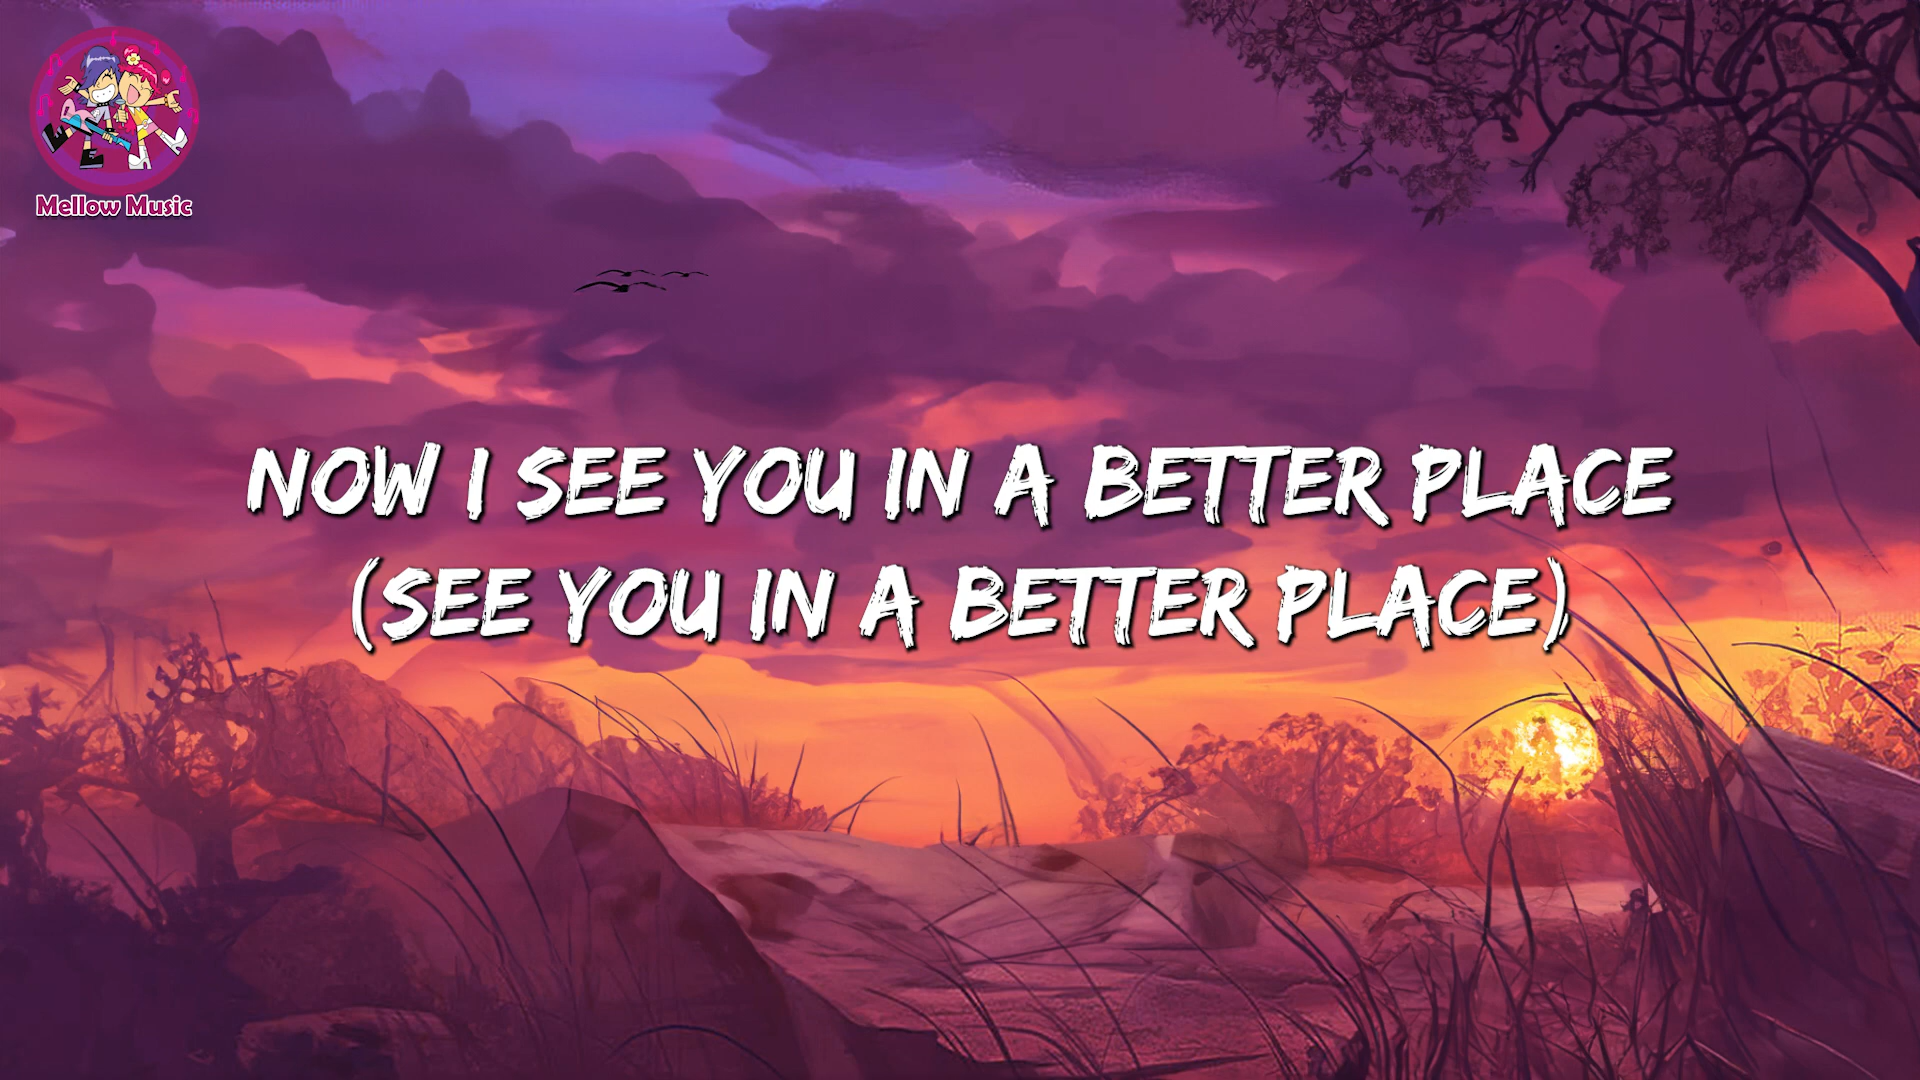 Mellow Music
NOW I SEE YOU IN A BETTER PLACE
(SEE YOU IN A BETTER PLACE)